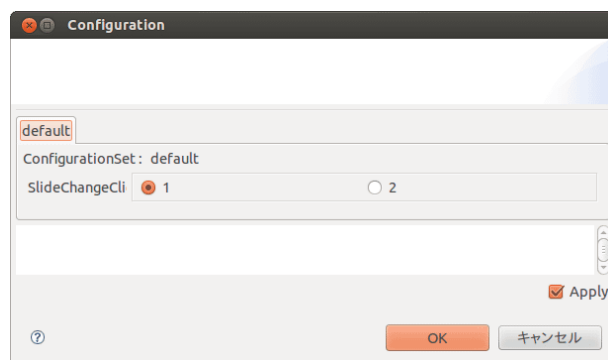 Configuration
default
ConfigurationSet: default
SlideChangeCli 1 2
Apply
OK キャンセル